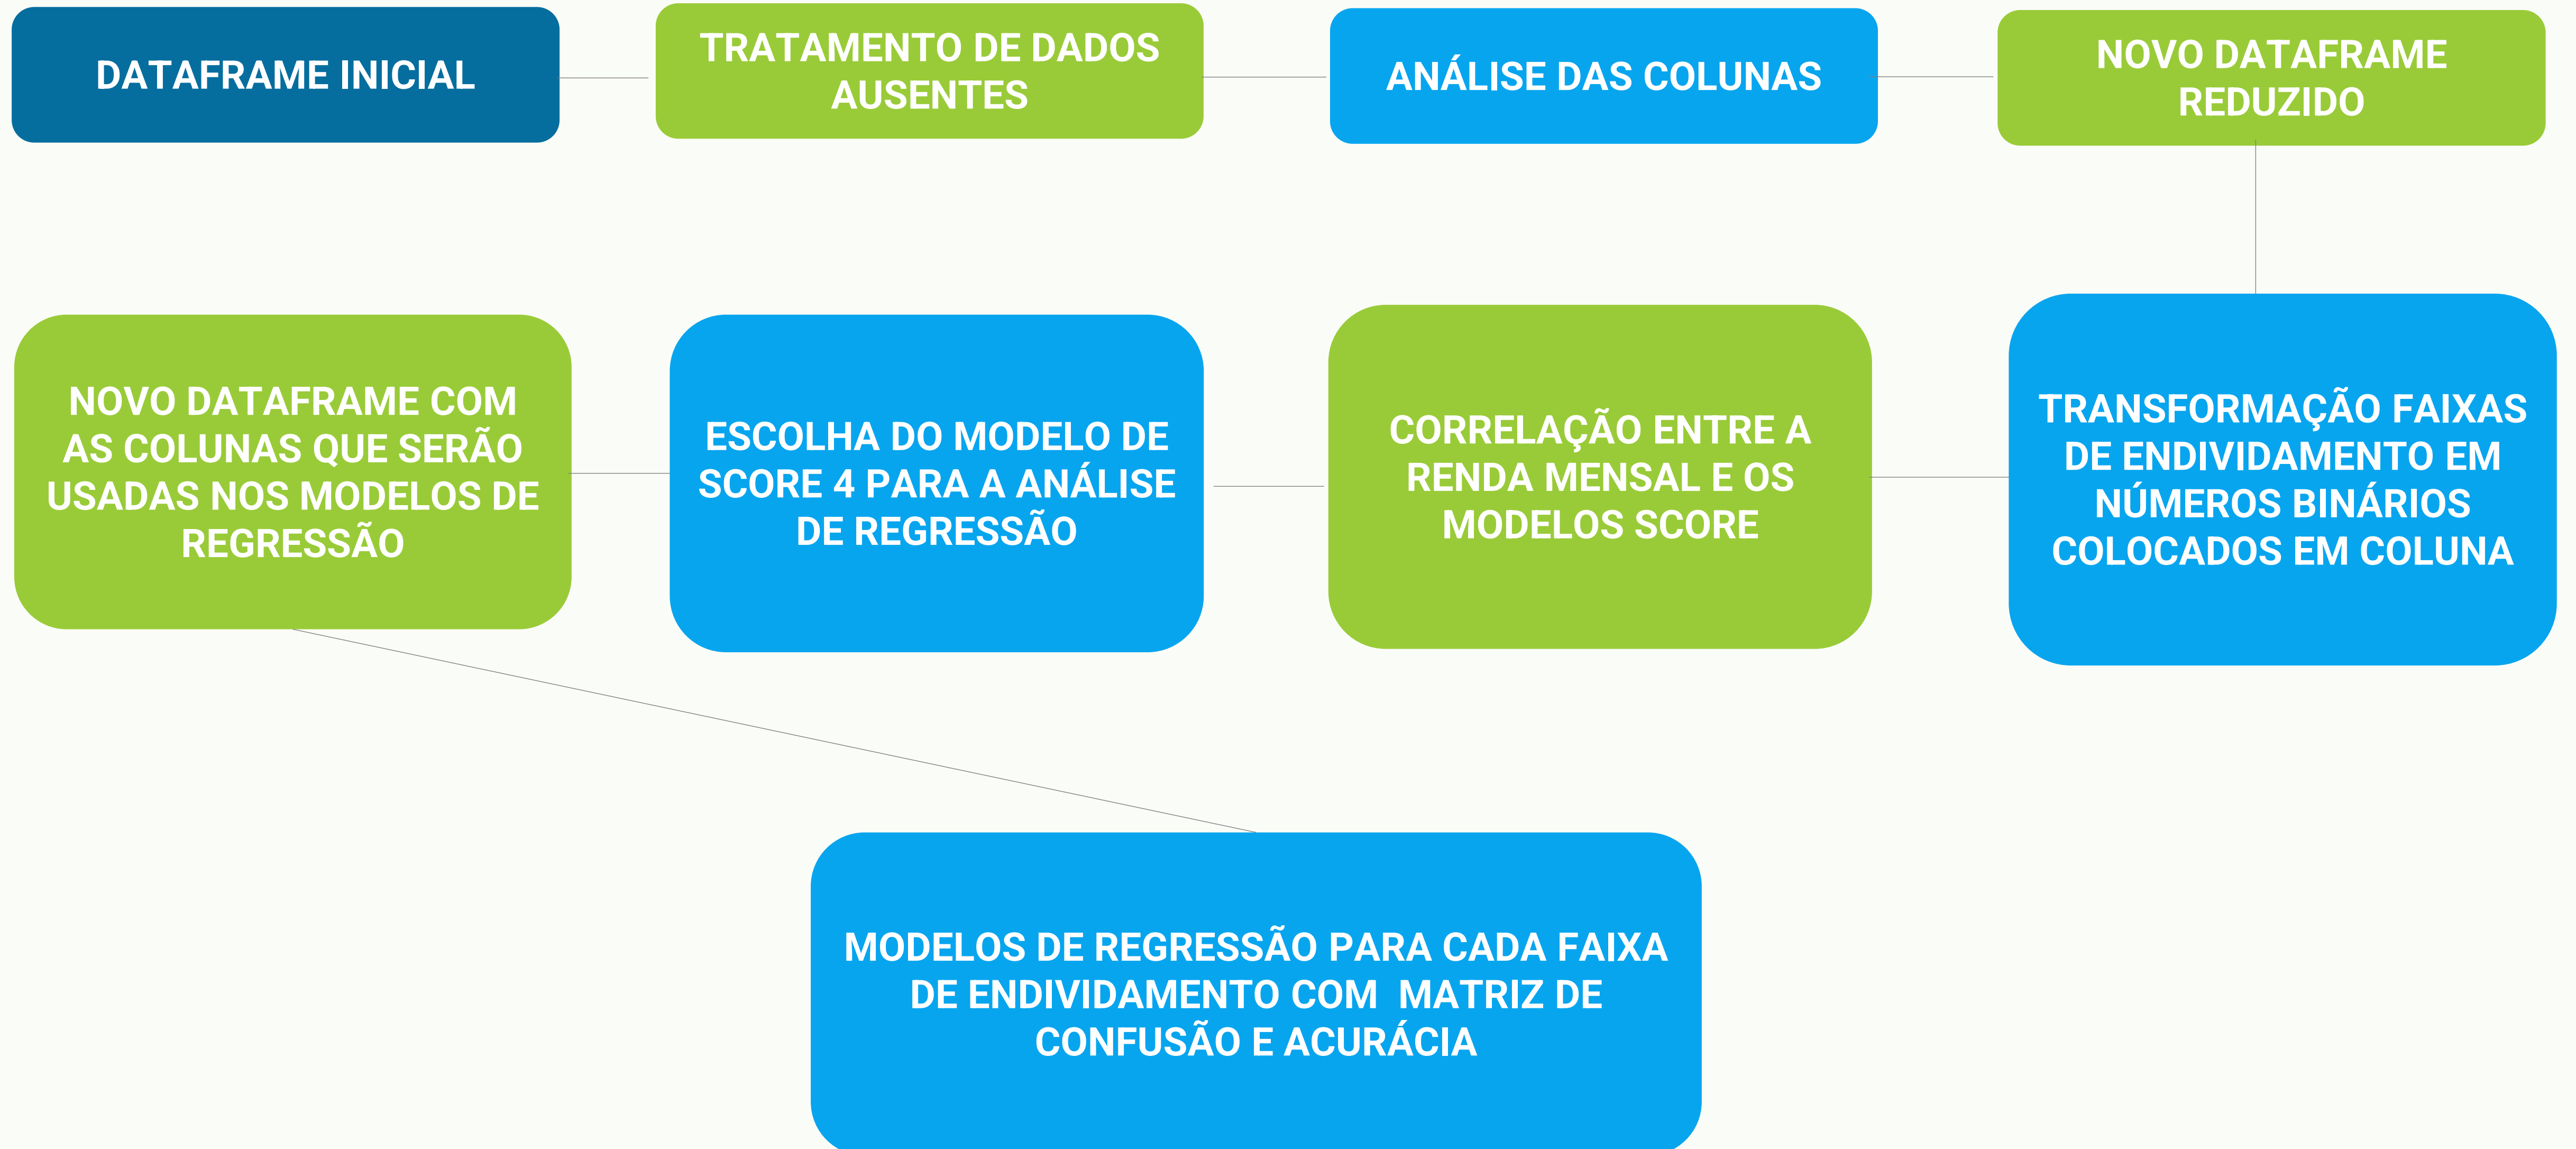 DATAFRAME INICIAL
TRATAMENTO DE DADOS
AUSENTES
ANÁLISE DAS COLUNAS
NOVO DATAFRAME
REDUZIDO
NOVO DATAFRAME COM
AS COLUNAS QUE SERÃO
USADAS NOS MODELOS DE
REGRESSÃO
ESCOLHA DO MODELO DE
SCORE 4 PARA A ANÁLISE
DE REGRESSÃO
CORRELAÇÃO ENTRE A
RENDA MENSAL E OS
MODELOS SCORE
TRANSFORMAÇÃO FAIXAS
DE ENDIVIDAMENTO EM
NÚMEROS BINÁRIOS
COLOCADOS EM COLUNA
MODELOS DE REGRESSÃO PARA CADA FAIXA
DE ENDIVIDAMENTO COM  MATRIZ DE
CONFUSÃO E ACURÁCIA